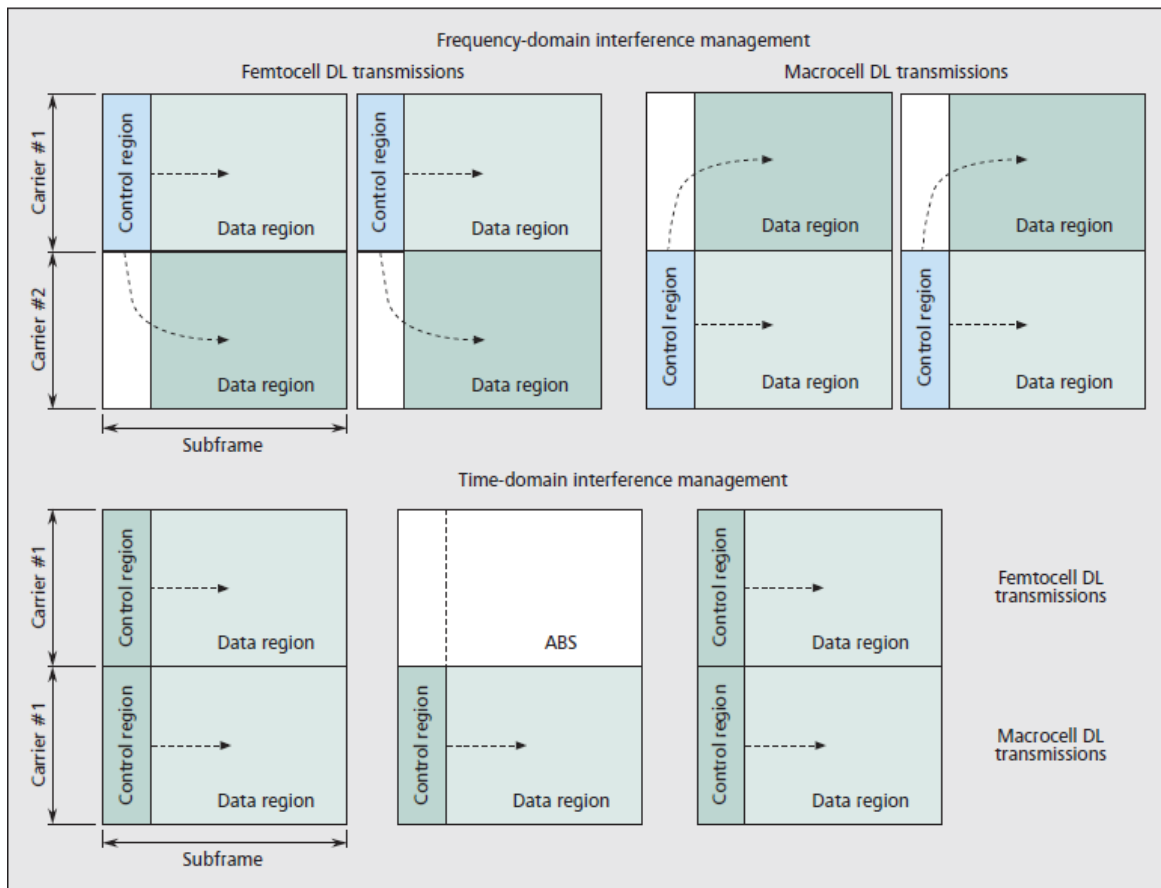 Frequency-domain interference management
Femtocell DL transmissions
Macrocell DL transmissions
Carrier #1
Control region
Data region
Control region
Data region
Data region
Data region
Carrier #2
Data region
Data region
Control region
Data region
Control region
Data region
Subframe
Time-domain interference management
Carrier #1
Control region
Data region
ABS
Control region
Data region
Femtocell DL
transmissions
Carrier #1
Control region
Data region
Control region
Data region
Control region
Data region
Macrocell DL
transmissions
Subframe